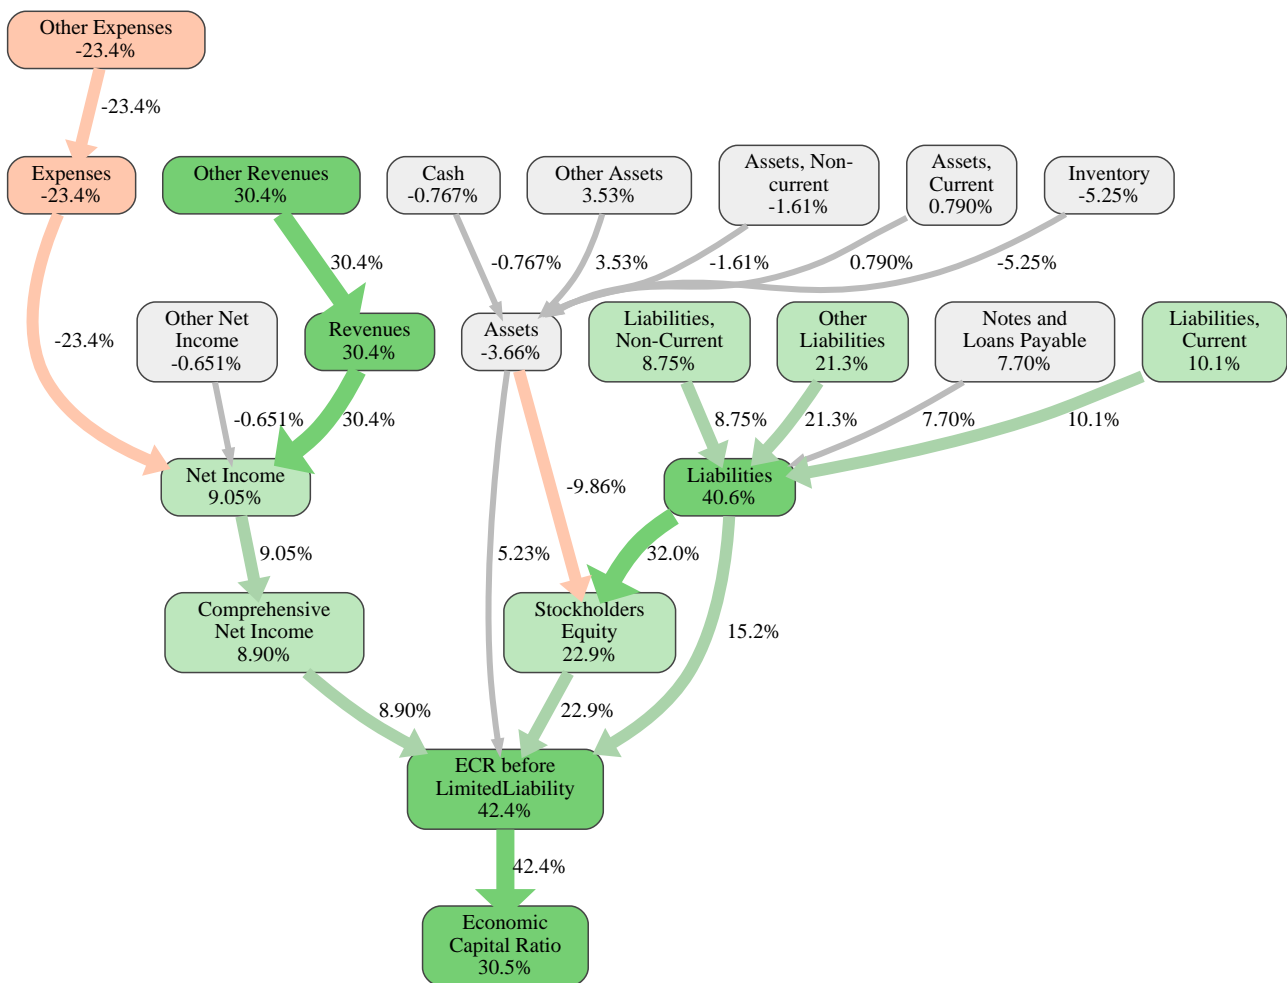 Other Expenses
-23.4%
-23.4%
Expenses
-23.4%
Other Revenues
30.4%
Cash
-0.767%
Other Assets
3.53%
Assets, Non-
current
-1.61%
Assets,
Current
0.790%
Inventory
-5.25%
30.4%
-0.767%
3.53%
-1.61%
0.790%
-5.25%
-23.4%
Other Net
Income
-0.651%
Revenues
30.4%
Assets
-3.66%
Liabilities,
Non-Current
8.75%
Other
Liabilities
21.3%
Notes and
Loans Payable
7.70%
Liabilities,
Current
10.1%
-0.651%
30.4%
8.75%
21.3%
7.70%
10.1%
Net Income
9.05%
-9.86%
Liabilities
40.6%
9.05%
5.23%
32.0%
Comprehensive
Net Income
8.90%
Stockholders
Equity
22.9%
15.2%
8.90%
22.9%
ECR before
LimitedLiability
42.4%
42.4%
Economic
Capital Ratio
30.5%